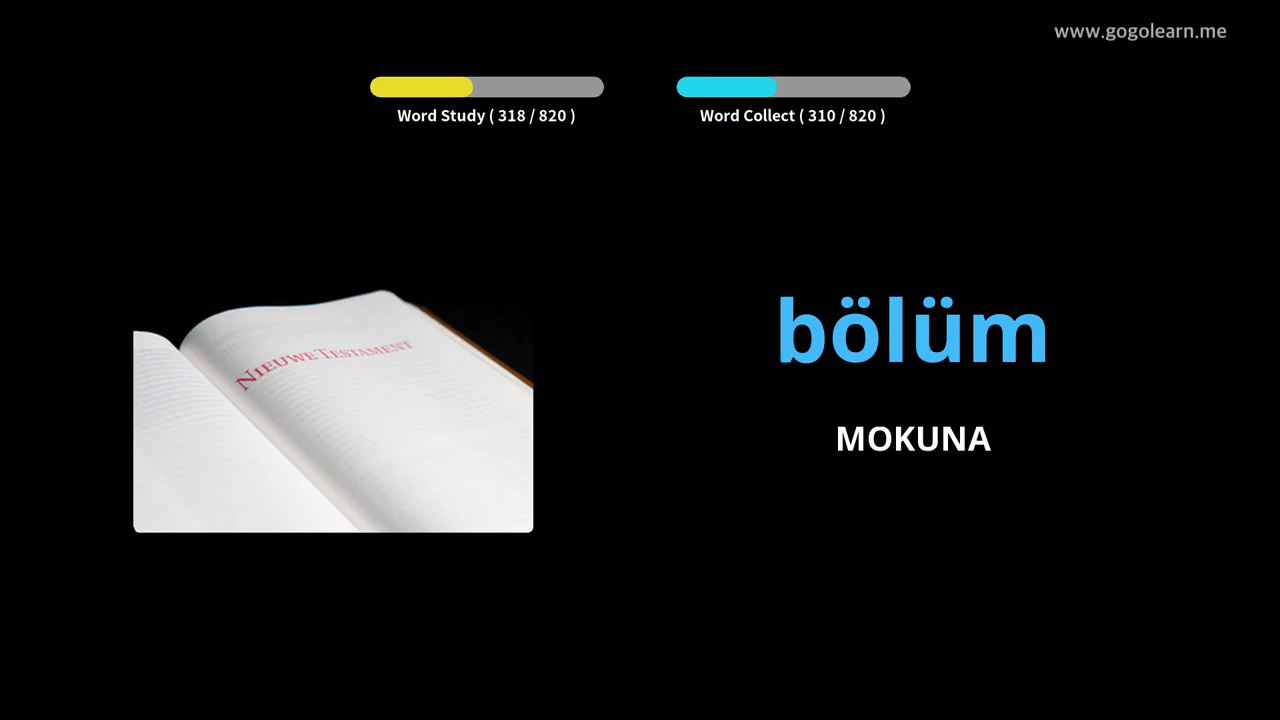 www.gogolearn.me
Word Study ( 318 / 820 )
Word Collect ( 310 / 820 )
NIEUWE TESTAMENT
bölüm
MOKUNA